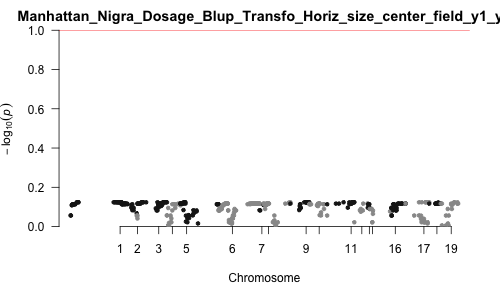 Manhattan_Nigra_Dosage_Blup_Transfo_Horiz_size_center_field_y1_y
1.0
0.8
0.6
0.4
0.2
0.0
− log10(p)
1 2 3 5 6 7 9 11 16 17 19
Chromosome